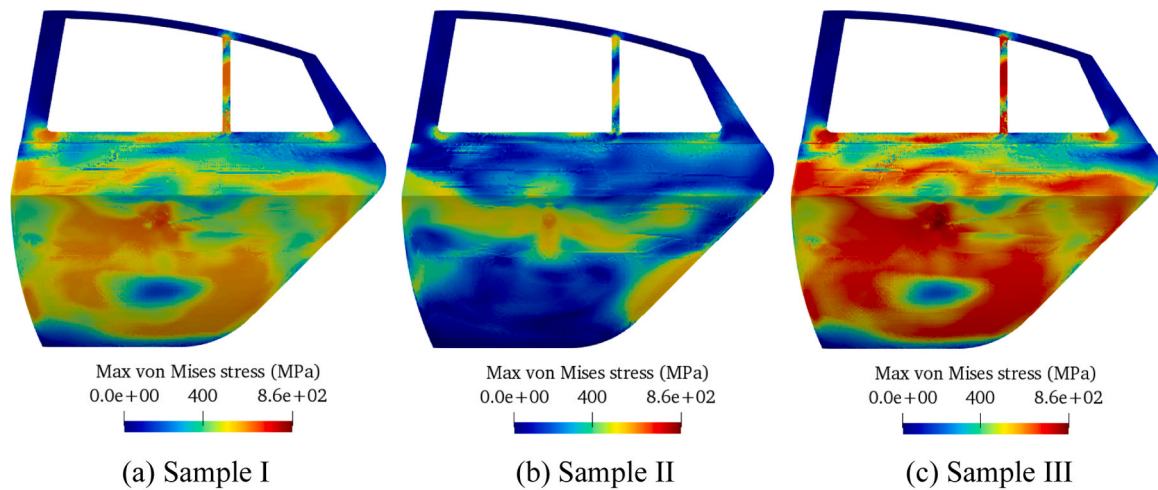 Max von Mises stress (MPa)
0.0e+00 400 8.6e+02
(a) Sample I
Max von Mises stress (MPa)
0.0e+00 400 8.6e+02
(b) Sample II
Max von Mises stress (MPa)
0.0e+00 400 8.6e+02
(c) Sample III